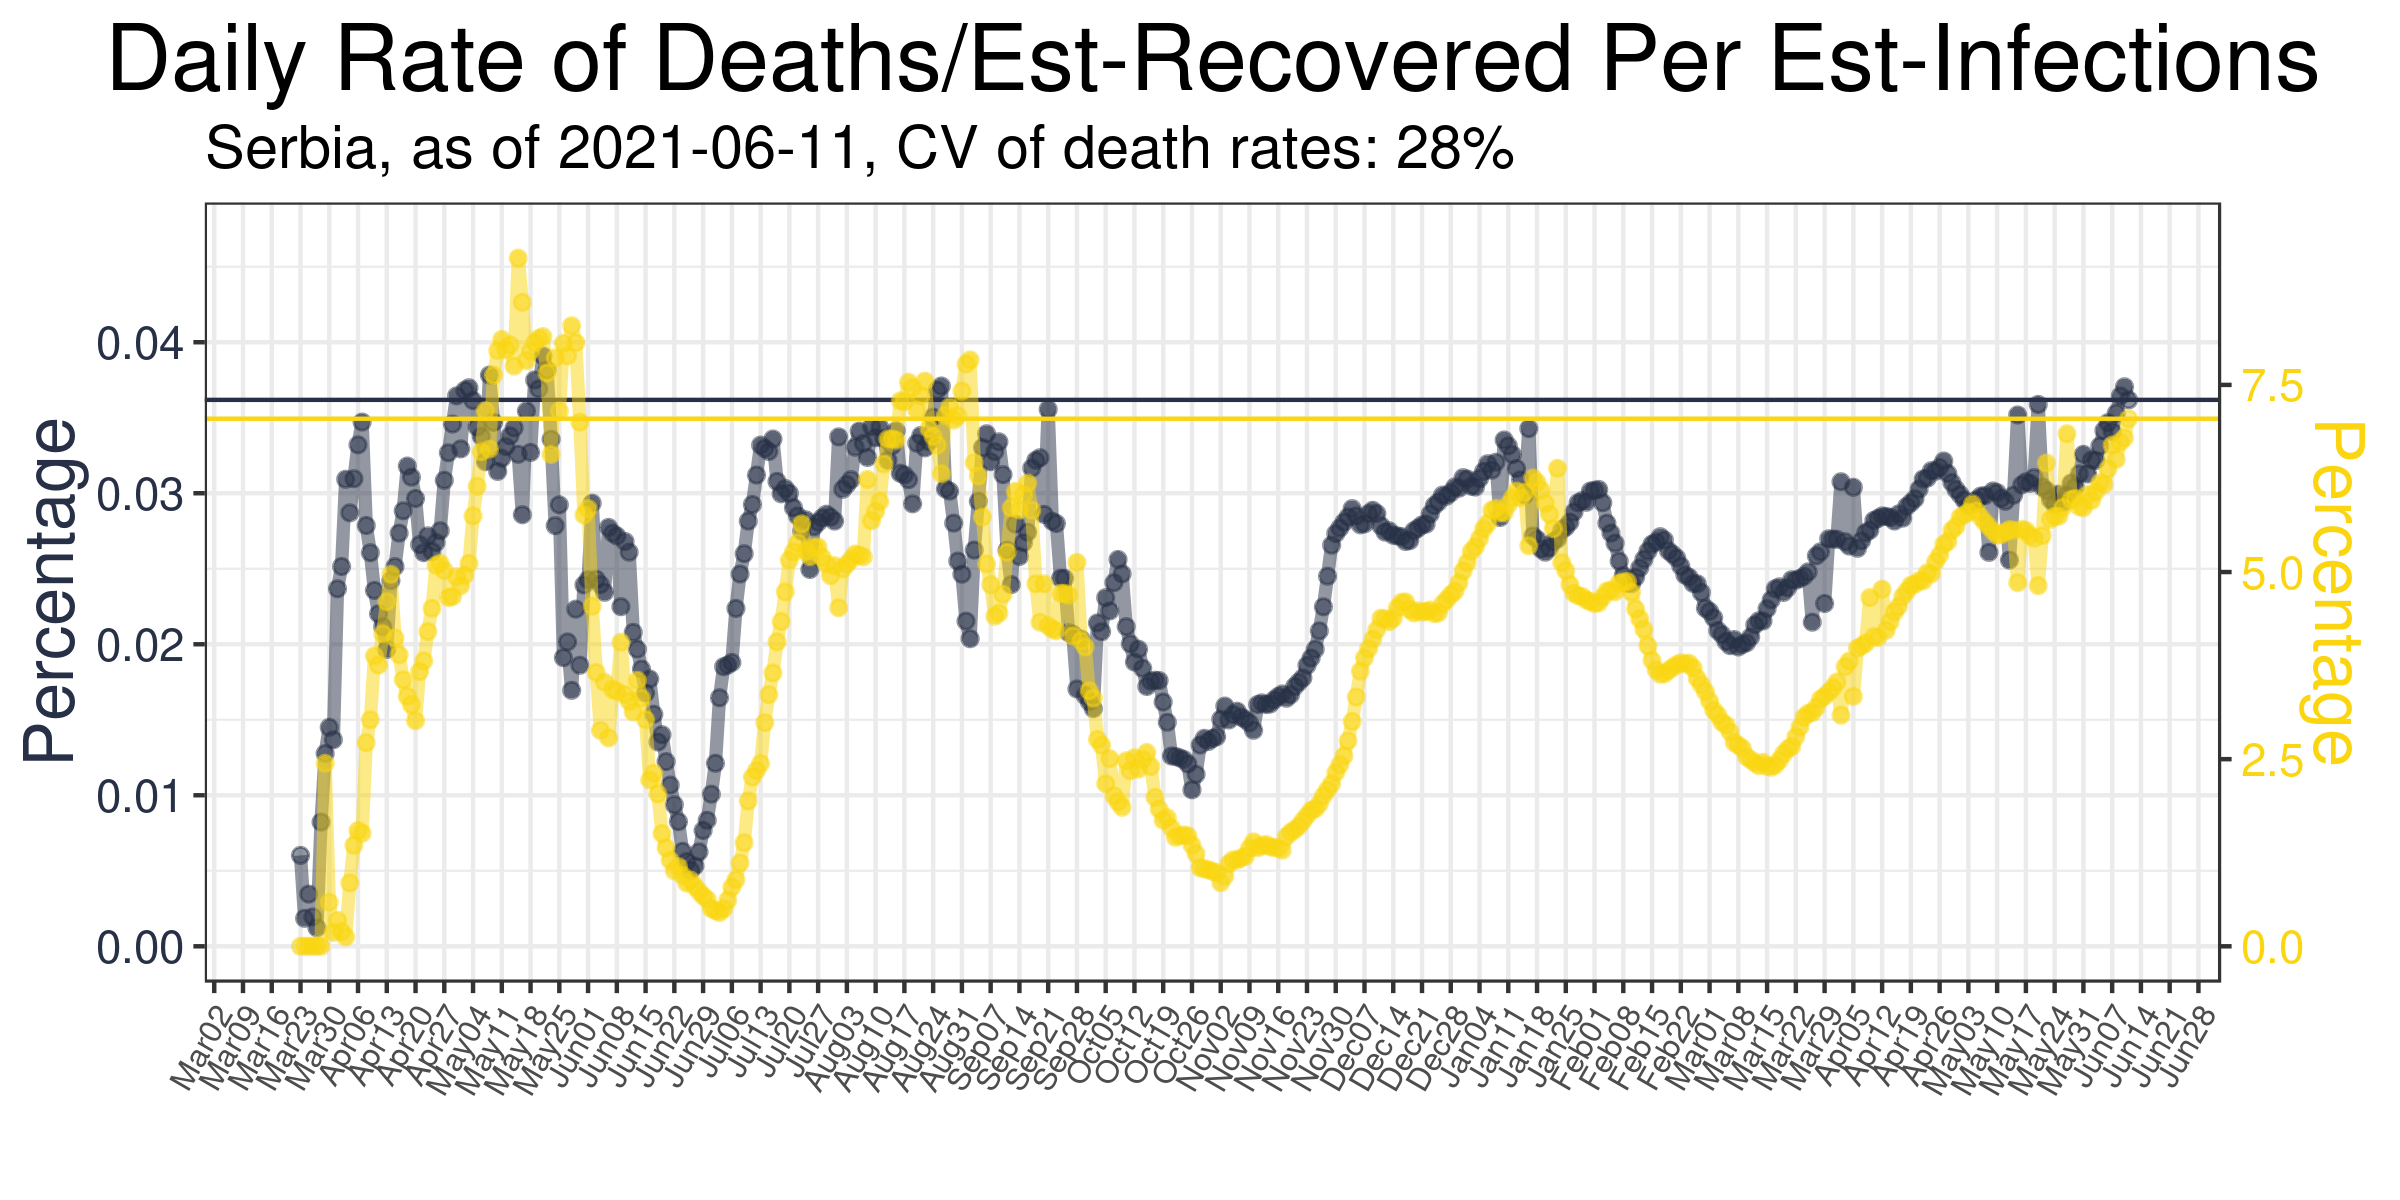 Daily Rate of Deaths/Est-Recovered Per Est-Infections
Serbia, as of 2021-06-11, CV of death rates: 28%
Percentage
0.04
0.03
0.02
0.01
0.00
7.5
5.0
2.5
0.0
Percentage
Mar02
Mar09
Mar16
Mar23
Mar30
Apr06
Apr13
Apr20
Apr27
May04
May11
May18
May25
Jun01
Jun08
Jun15
Jun22
Jun29
Jul06
Jul13
Jul20
Jul27
Aug03
Aug10
Aug17
Aug24
Aug31
Sep07
Sep14
Sep21
Sep28
Oct05
Oct12
Oct19
Oct26
Nov02
Nov09
Nov16
Nov23
Nov30
Dec07
Dec14
Dec21
Dec28
Jan04
Jan11
Jan18
Jan25
Feb01
Feb08
Feb15
Feb22
Mar01
Mar08
Mar15
Mar22
Mar29
Apr05
Apr12
Apr19
Apr26
May03
May10
May17
May24
May31
Jun07
Jun14
Jun21
Jun28